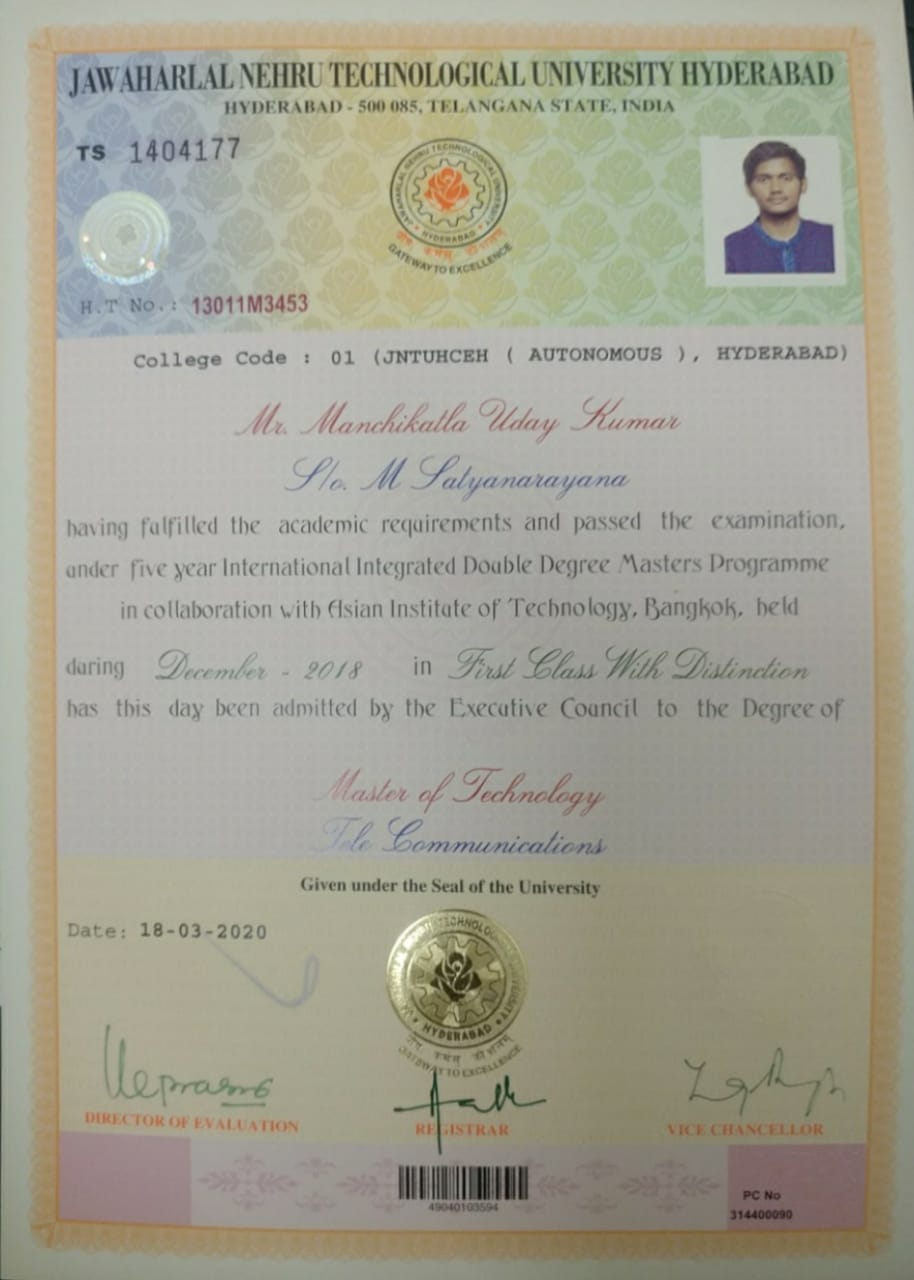 JAWAHARLAL NEHRU TECHNOLOGICAL UNIVERSITY HYDERABAD
HYDERABAD - 500 085, TELANGANA STATE, INDIA
TS 1404177
JAWAHARLAL NEHRU TECHNOLOGICAL UNIVERSITY
HYDERABAD
GATEWAY TO EXCELLENCE
H.T No.: 13011M3453
College Code : 01 (JNTUHCEH ( AUTONOMOUS ), HYDERABAD)
Mr. Manchikatla Uday Kumar
S/o. M Satyanarayana
having fulfilled the academic requirements and passed the examination,
under five year International Integrated Double Degree Masters Programme
in collaboration with Asian Institute of Technology, Bangkok, held
during December - 2018 in First Class With Distinction
has this day been admitted by the Executive Council to the Degree of
Master of Technology
Tele Communications
Given under the Seal of the University
Date: 18-03-2020
HYDERABAD
GATEWAY TO EXCELLENCE
DIRECTOR OF EVALUATION
REGISTRAR
VICE CHANCELLOR
49040103594
PC No
314400090